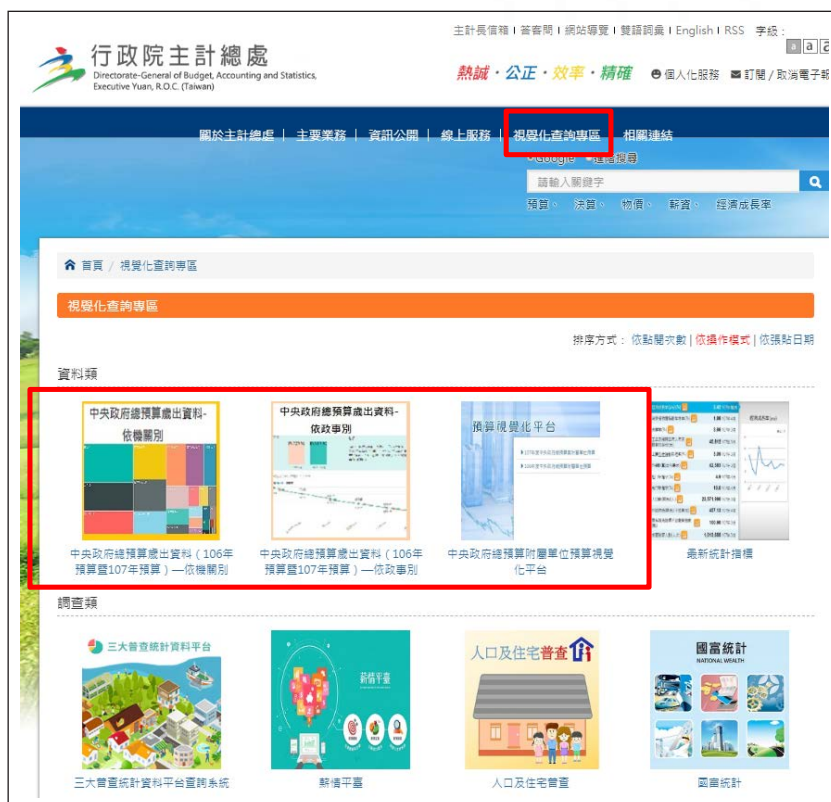 主計長信箱 | 答客問 | 網站導覽 | 雙語詞彙 | English | RSS 字級：
a a a
行政院主計總處
Directorate-General of Budget, Accounting and Statistics,
Executive Yuan, R.O.C. (Taiwan)
熱誠・公正・效率・精確 個人化服務 訂閱/取消電子報
關於主計總處 | 主要業務 | 資訊公開 | 線上服務 | 視覺化查詢專區 相關連結
Google 進階搜尋
請輸入關鍵字
預算、 決算、 物價、 薪資、 經濟成長率
首頁 / 視覺化查詢專區
視覺化查詢專區
排序方式： 依點閱次數 | 依操作模式 | 依張貼日期
資料類
中央政府總預算歲出資料-
依機關別
中央政府總預算歲出資料-
依政事別
預算視覺化平台
中央政府總預算歲出資料（106年
預算暨107年預算）—依機關別
中央政府總預算歲出資料（106年
預算暨107年預算）—依政事別
中央政府總預算附屬單位預算視覺
化平台
最新統計指標
調查類
三大普查統計資料平台
薪情平臺
人口及住宅普查
國富統計
NATIONAL WEALTH
三大普查統計資料平台查詢系統
薪情平臺
人口及住宅普查
國富統計